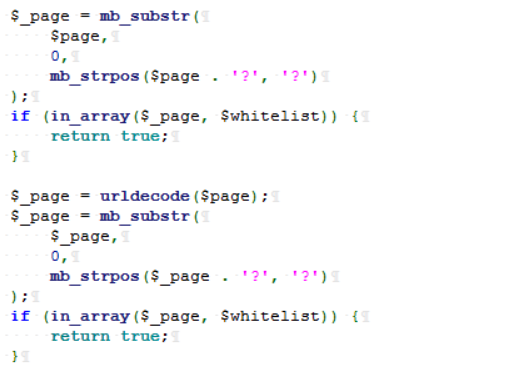 $_page = mb_substr(
$page,
0,
mb_strpos($page . '?', '?')
);
if (in_array($_page, $whitelist)) {
return true;
}
$_page = urldecode($page);
$_page = mb_substr(
$_page,
0,
mb_strpos($_page . '?', '?')
);
if (in_array($_page, $whitelist)) {
return true;
}